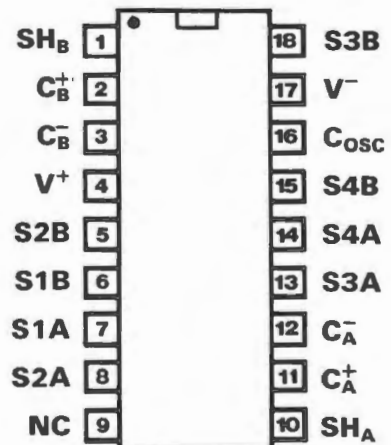 SH_B 1 18 S3B
C_B^+ 2 17 V^-
C_B^- 3 16 C_OSC
V^+ 4 15 S4B
S2B 5 14 S4A
S1B 6 13 S3A
S1A 7 12 C_A^-
S2A 8 11 C_A^+
NC 9 10 SH_A